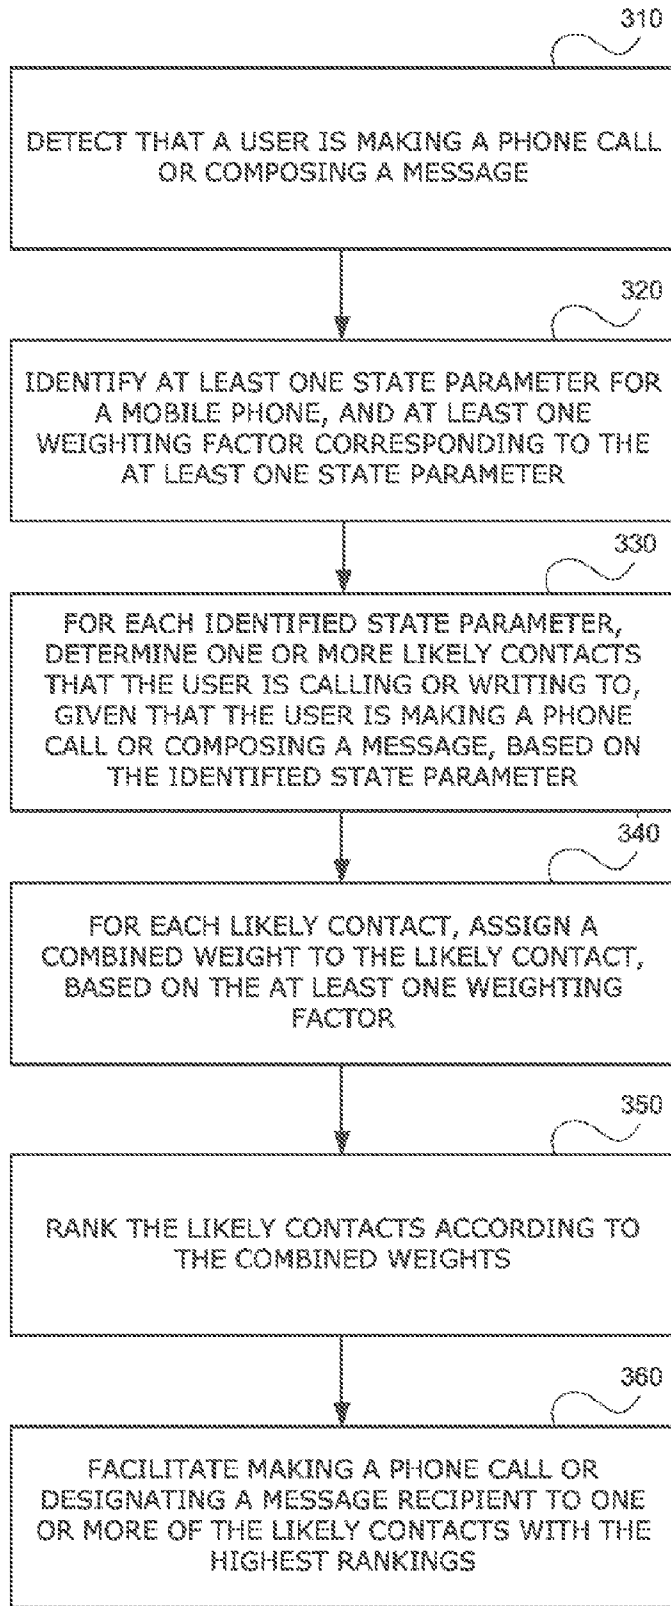 310
DETECT THAT A USER IS MAKING A PHONE CALL
OR COMPOSING A MESSAGE
320
IDENTIFY AT LEAST ONE STATE PARAMETER FOR
A MOBILE PHONE, AND AT LEAST ONE
WEIGHTING FACTOR CORRESPONDING TO THE
AT LEAST ONE STATE PARAMETER
330
FOR EACH IDENTIFIED STATE PARAMETER,
DETERMINE ONE OR MORE LIKELY CONTACTS
THAT THE USER IS CALLING OR WRITING TO,
GIVEN THAT THE USER IS MAKING A PHONE
CALL OR COMPOSING A MESSAGE, BASED ON
THE IDENTIFIED STATE PARAMETER
340
FOR EACH LIKELY CONTACT, ASSIGN A
COMBINED WEIGHT TO THE LIKELY CONTACT,
BASED ON THE AT LEAST ONE WEIGHTING
FACTOR
350
RANK THE LIKELY CONTACTS ACCORDING TO
THE COMBINED WEIGHTS
360
FACILITATE MAKING A PHONE CALL OR
DESIGNATING A MESSAGE RECIPIENT TO ONE
OR MORE OF THE LIKELY CONTACTS WITH THE
HIGHEST RANKINGS